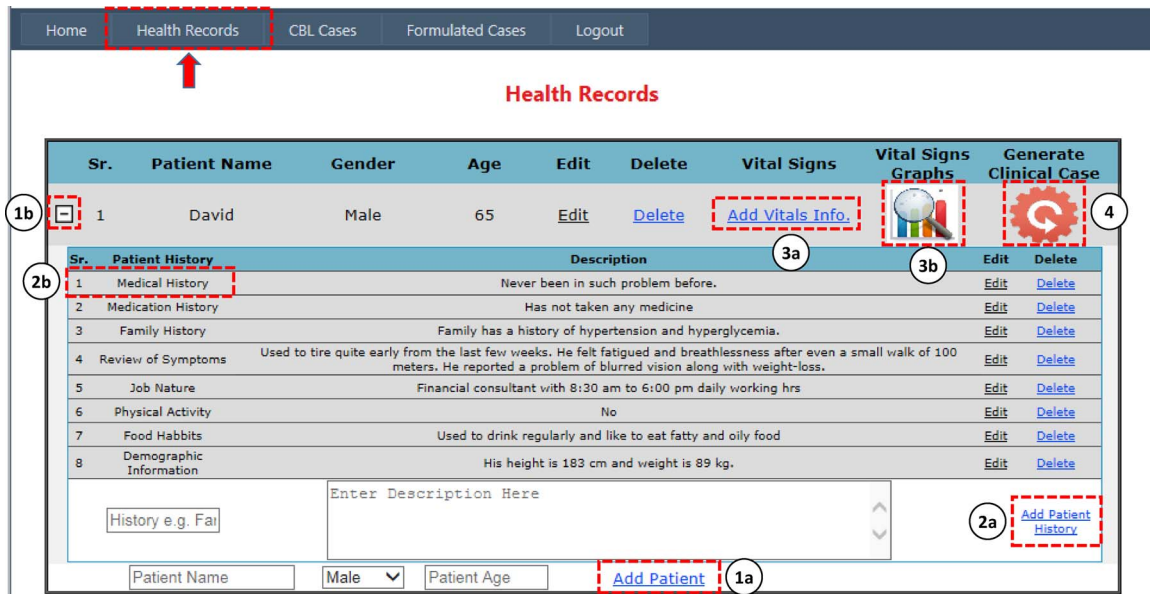 Home Health Records CBL Cases Formulated Cases Logout
Health Records
Sr. Patient Name Gender Age Edit Delete Vital Signs Vital Signs Graphs Generate Clinical Case
1b 1 David Male 65 Edit Delete Add Vitals Info. 4
3a 3b
Sr. Patient History Description Edit Delete
2b 1 Medical History Never been in such problem before. Edit Delete
2 Medication History Has not taken any medicine Edit Delete
3 Family History Family has a history of hypertension and hyperglycemia. Edit Delete
4 Review of Symptoms Used to tire quite early from the last few weeks. He felt fatigued and breathlessness after even a small walk of 100
meters. He reported a problem of blurred vision along with weight-loss. Edit Delete
5 Job Nature Financial consultant with 8:30 am to 6:00 pm daily working hrs Edit Delete
6 Physical Activity No Edit Delete
7 Food Habbits Used to drink regularly and like to eat fatty and oily food Edit Delete
8 Demographic Information His height is 183 cm and weight is 89 kg. Edit Delete
Enter Description Here
History e.g. Far 2a Add Patient
History
Patient Name Male Patient Age Add Patient 1a